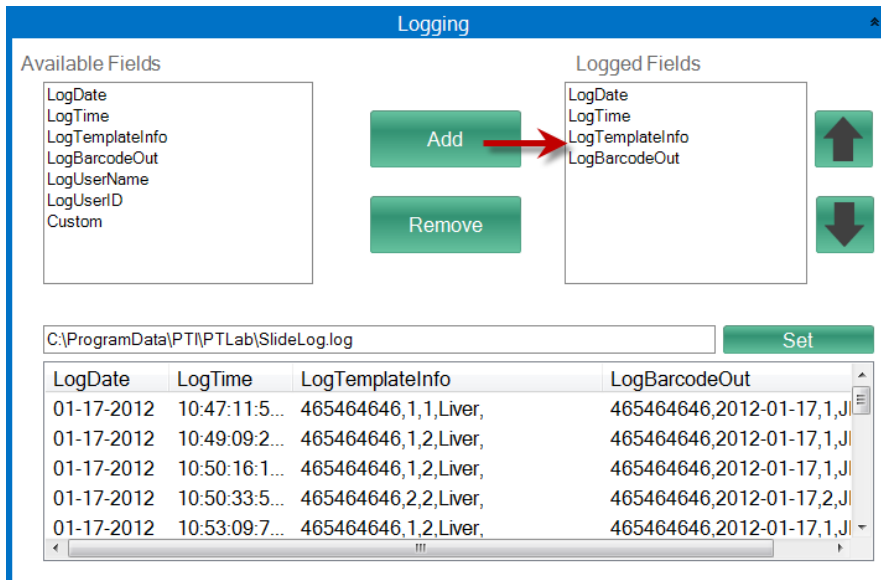 Logging
Available Fields
LogDate
LogTime
LogTemplateInfo
LogBarcodeOut
LogUserName
LogUserID
Custom
Add
Remove
Logged Fields
LogDate
LogTime
LogTemplateInfo
LogBarcodeOut
C:\ProgramData\PTI\PTLab\SlideLog.log Set
LogDate LogTime LogTemplateInfo LogBarcodeOut
01-17-2012 10:47:11:5... 465464646,1,1,Liver, 465464646,2012-01-17,1,JI
01-17-2012 10:49:09:2... 465464646,1,2,Liver, 465464646,2012-01-17,1,JI
01-17-2012 10:50:16:1... 465464646,1,2,Liver, 465464646,2012-01-17,1,JI
01-17-2012 10:50:33:5... 465464646,2,2,Liver, 465464646,2012-01-17,2,JI
01-17-2012 10:53:09:7... 465464646,1,2,Liver, 465464646,2012-01-17,1,JI